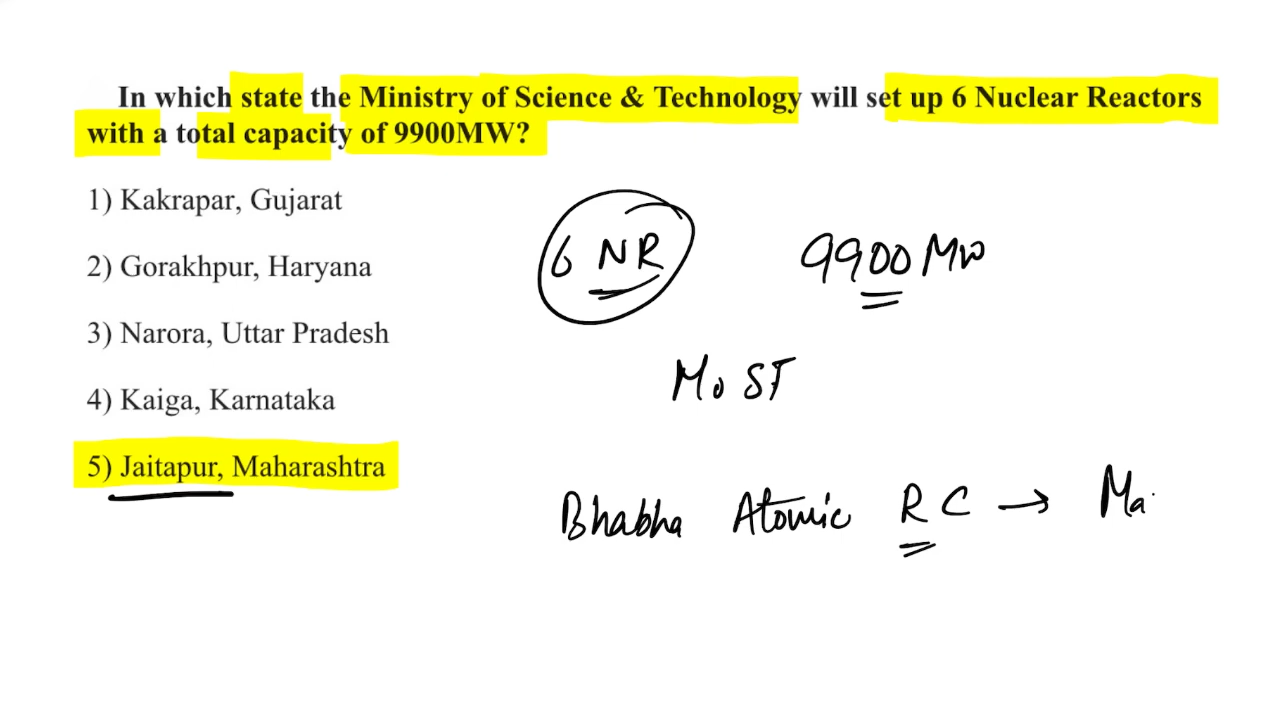 In which state the Ministry of Science & Technology will set up 6 Nuclear Reactors
with a total capacity of 9900MW?
1) Kakrapar, Gujarat
2) Gorakhpur, Haryana
3) Narora, Uttar Pradesh
4) Kaiga, Karnataka
5) Jaitapur, Maharashtra
6 NR
9900 MW
MoST
Bhabha Atomic RC → Ma